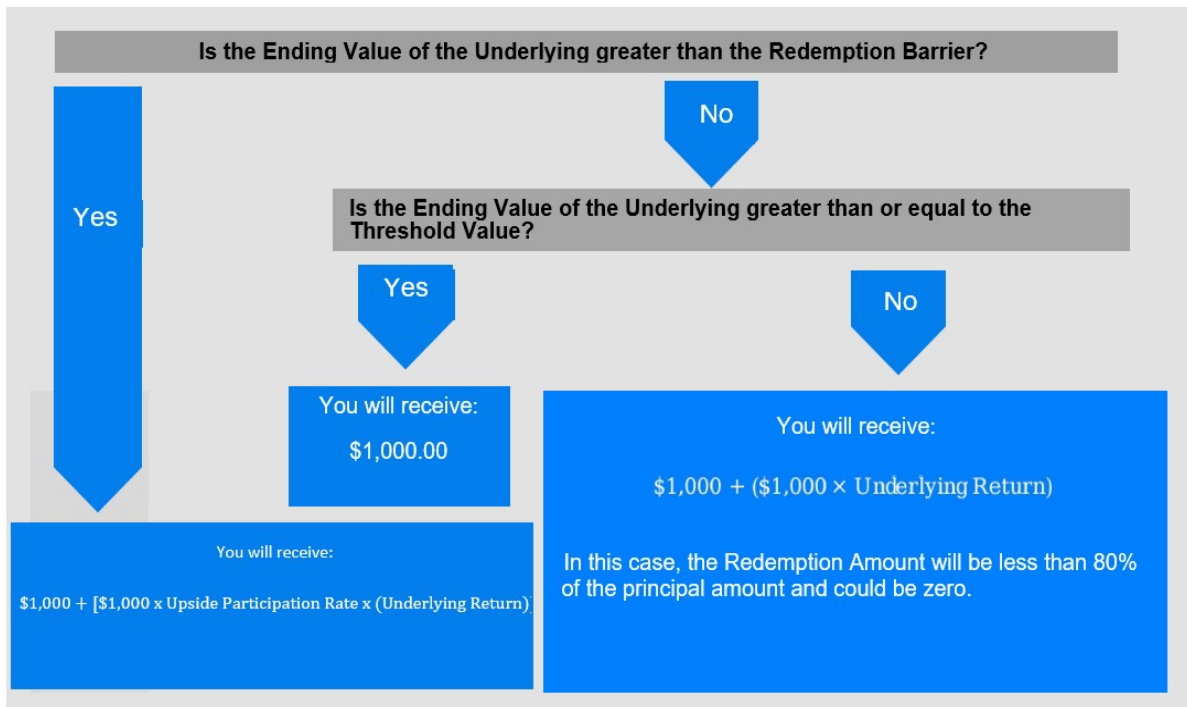 Is the Ending Value of the Underlying greater than the Redemption Barrier?
No
Yes
Is the Ending Value of the Underlying greater than or equal to the
Threshold Value?
Yes
No
You will receive:
$1,000.00
You will receive:
$1,000 + ($1,000 × Underlying Return)
In this case, the Redemption Amount will be less than 80%
of the principal amount and could be zero.
You will receive:
$1,000 + [$1,000 x Upside Participation Rate x (Underlying Return)